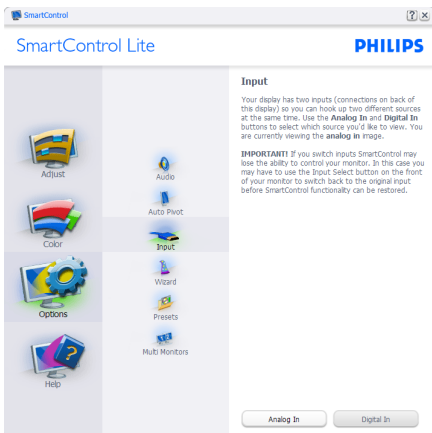 SmartControl
SmartControl Lite
PHILIPS
Adjust
Color
Options
Help
Audio
Auto Pivot
Input
Wizard
Presets
Multi Monitors
Input
Your display has two inputs (connections on back of
this display) so you can hook up two different sources
at the same time. Use the Analog In and Digital In
buttons to select which source you'd like to view. You
are currently viewing the analog in image.
IMPORTANT! If you switch inputs SmartControl may
lose the ability to control your monitor. In this case you
may have to use the Input Select button on the front
of your monitor to switch back to the original input
before SmartControl functionality can be restored.
Analog In
Digital In